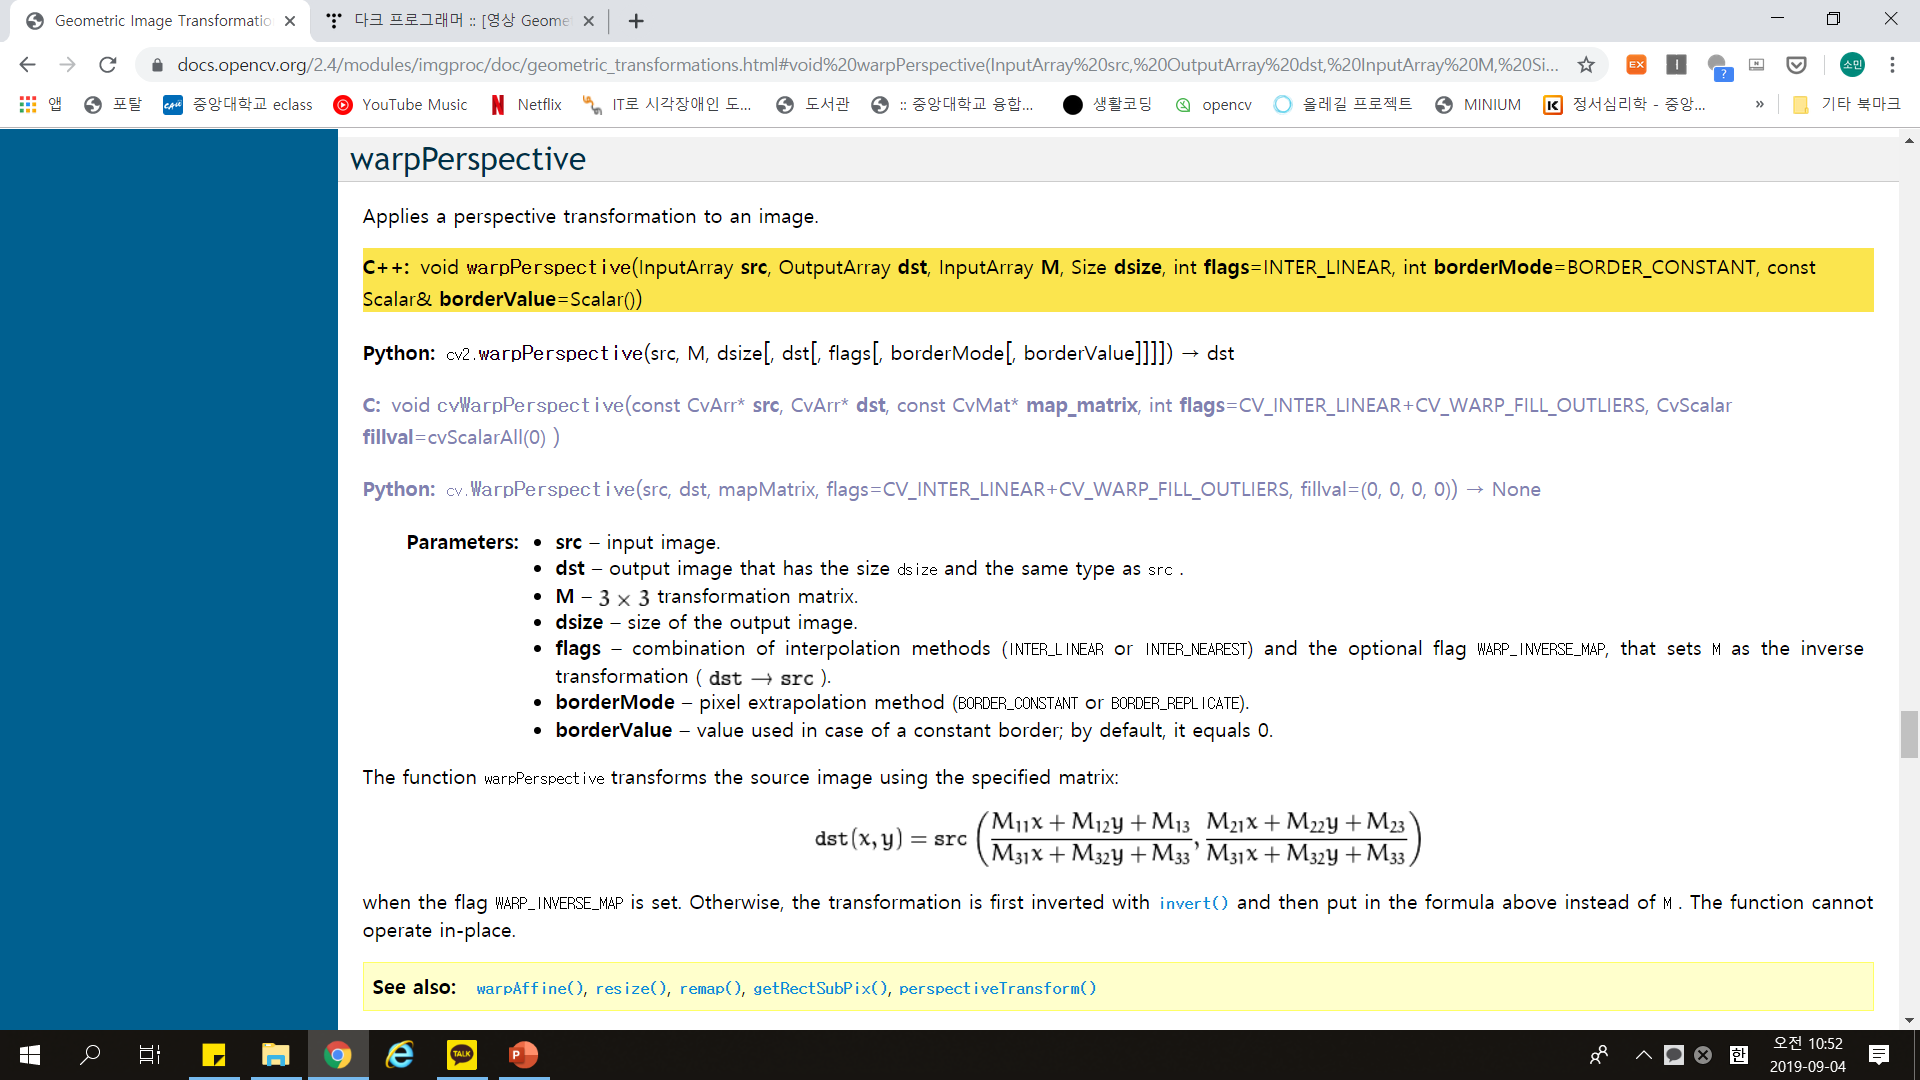 Geometric Image Transformatio
다크 프로그래머 :: [영상 Geome
docs.opencv.org/2.4/modules/imgproc/doc/geometric_transformations.html#void%20warpPerspective(InputArray%20src,%20OutputArray%20dst,%20InputArray%20M,%20Si...
EX
?
소민
앱
포탈
중앙대학교 eclass
YouTube Music
Netflix
IT로 시각장애인 도...
도서관
:: 중앙대학교 융합...
생활코딩
opencv
올레길 프로젝트
MINIUM
정서심리학 - 중앙...
»
기타 북마크
warpPerspective
Applies a perspective transformation to an image.
C++: void warpPerspective(InputArray src, OutputArray dst, InputArray M, Size dsize, int flags=INTER_LINEAR, int borderMode=BORDER_CONSTANT, const
Scalar& borderValue=Scalar())
Python: cv2.warpPerspective(src, M, dsize[, dst[, flags[, borderMode[, borderValue]]]]) → dst
C: void cvWarpPerspective(const CvArr* src, CvArr* dst, const CvMat* map_matrix, int flags=CV_INTER_LINEAR+CV_WARP_FILL_OUTLIERS, CvScalar
fillval=cvScalarAll(0) )
Python: cv.WarpPerspective(src, dst, mapMatrix, flags=CV_INTER_LINEAR+CV_WARP_FILL_OUTLIERS, fillval=(0, 0, 0, 0)) → None
Parameters: • src – input image.
• dst – output image that has the size dsize and the same type as src .
• M – 3 × 3 transformation matrix.
• dsize – size of the output image.
• flags – combination of interpolation methods (INTER_LINEAR or INTER_NEAREST) and the optional flag WARP_INVERSE_MAP, that sets M as the inverse
transformation ( dst → src ).
• borderMode – pixel extrapolation method (BORDER_CONSTANT or BORDER_REPLICATE).
• borderValue – value used in case of a constant border; by default, it equals 0.
The function warpPerspective transforms the source image using the specified matrix:
dst(x, y) = src ( (M11x + M12y + M13)/(M31x + M32y + M33), (M21x + M22y + M23)/(M31x + M32y + M33) )
when the flag WARP_INVERSE_MAP is set. Otherwise, the transformation is first inverted with invert() and then put in the formula above instead of M . The function cannot
operate in-place.
See also: warpAffine(), resize(), remap(), getRectSubPix(), perspectiveTransform()
TALK
한
오전 10:52
2019-09-04